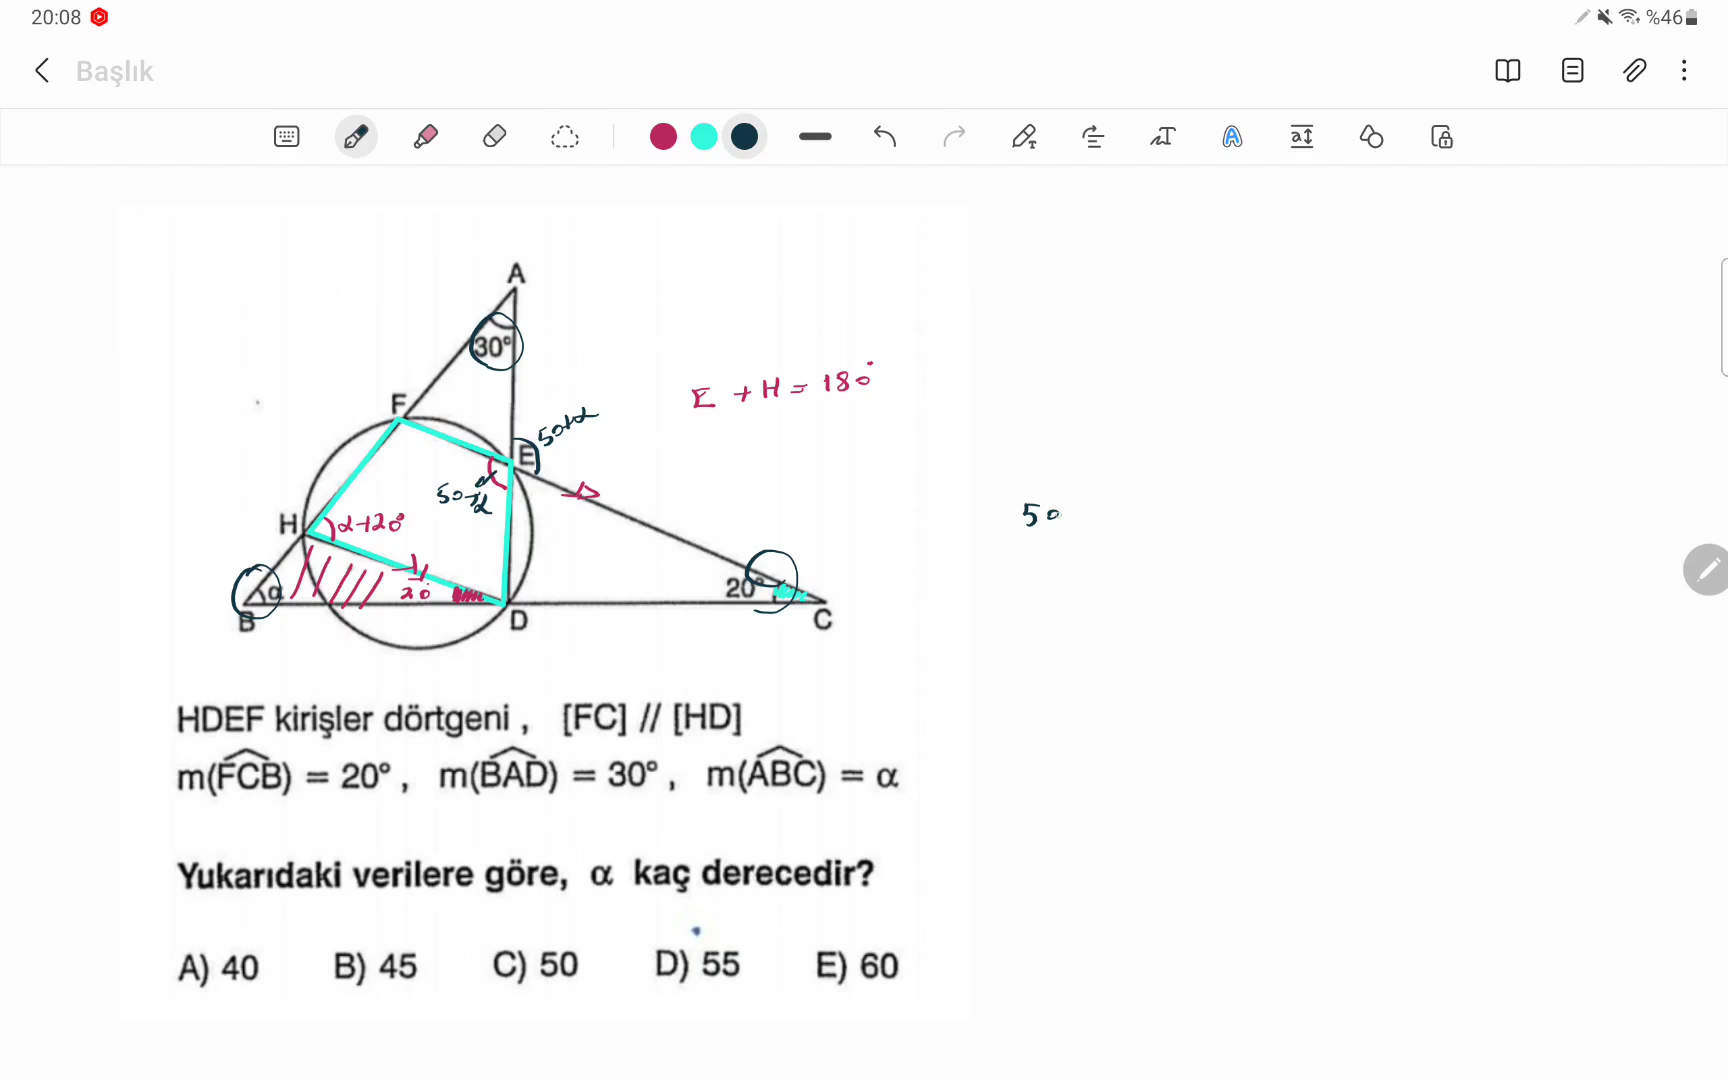 20:08
%46
Başlık
A
30°
F
E + H = 180°
50+α
E
50+α
H
α+20°
50
α
20
20°
B
D
C
HDEF kirişler dörtgeni , [FC] // [HD]
m(FCB) = 20° , m(BAD) = 30° , m(ABC) = α
Yukarıdaki verilere göre, α kaç derecedir?
A) 40 B) 45 C) 50 D) 55 E) 60